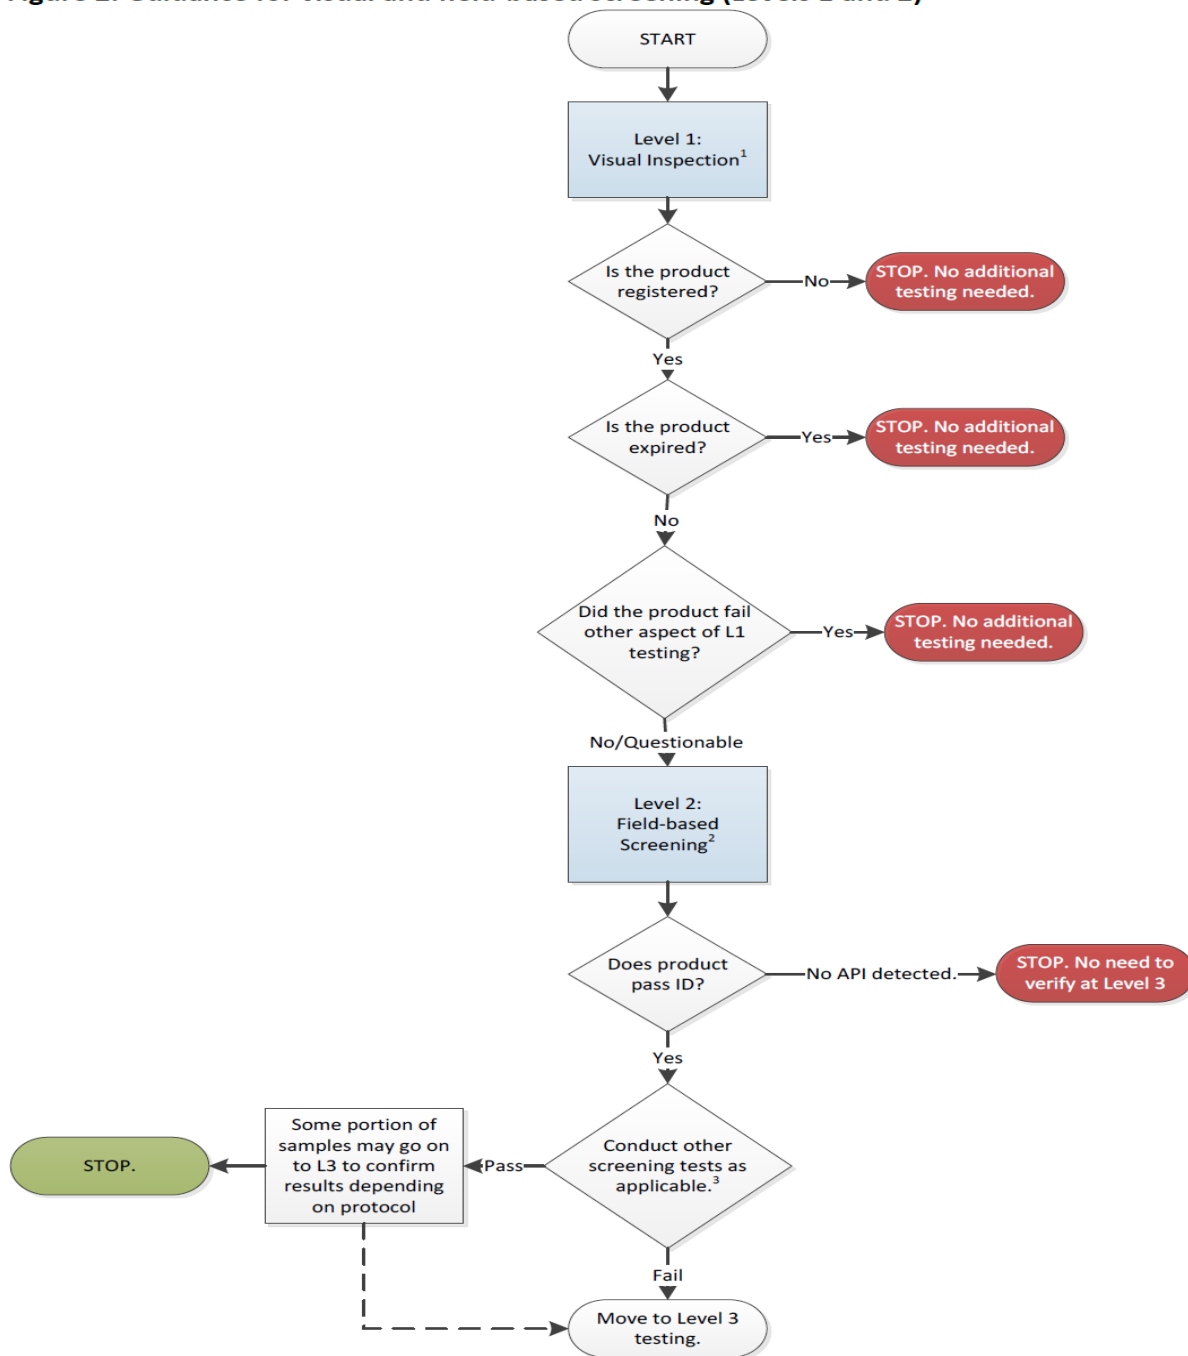 START
Level 1:
Visual Inspection¹
Is the product
registered?
No
STOP. No additional
testing needed.
Yes
Is the product
expired?
Yes
STOP. No additional
testing needed.
No
Did the product fail
other aspect of L1
testing?
Yes
STOP. No additional
testing needed.
No/Questionable
Level 2:
Field-based
Screening²
Does product
pass ID?
No API detected.
STOP. No need to
verify at Level 3
Yes
Conduct other
screening tests as
applicable.³
Pass
Some portion of
samples may go on
to L3 to confirm
results depending
on protocol
STOP.
Fail
Move to Level 3
testing.